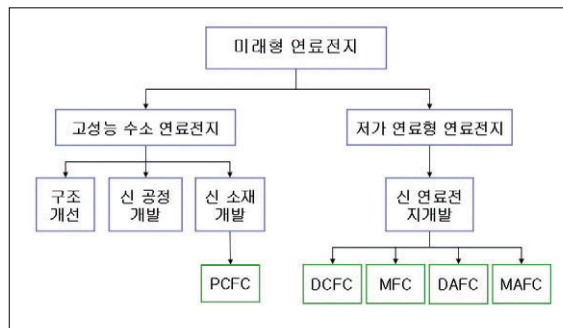 미래형 연료전지
고성능 수소 연료전지
저가 연료형 연료전지
구조
개선
신 공정
개발
신 소재
개발
신 연료전
지개발
PCFC
DCFC
MFC
DAFC
MAFC